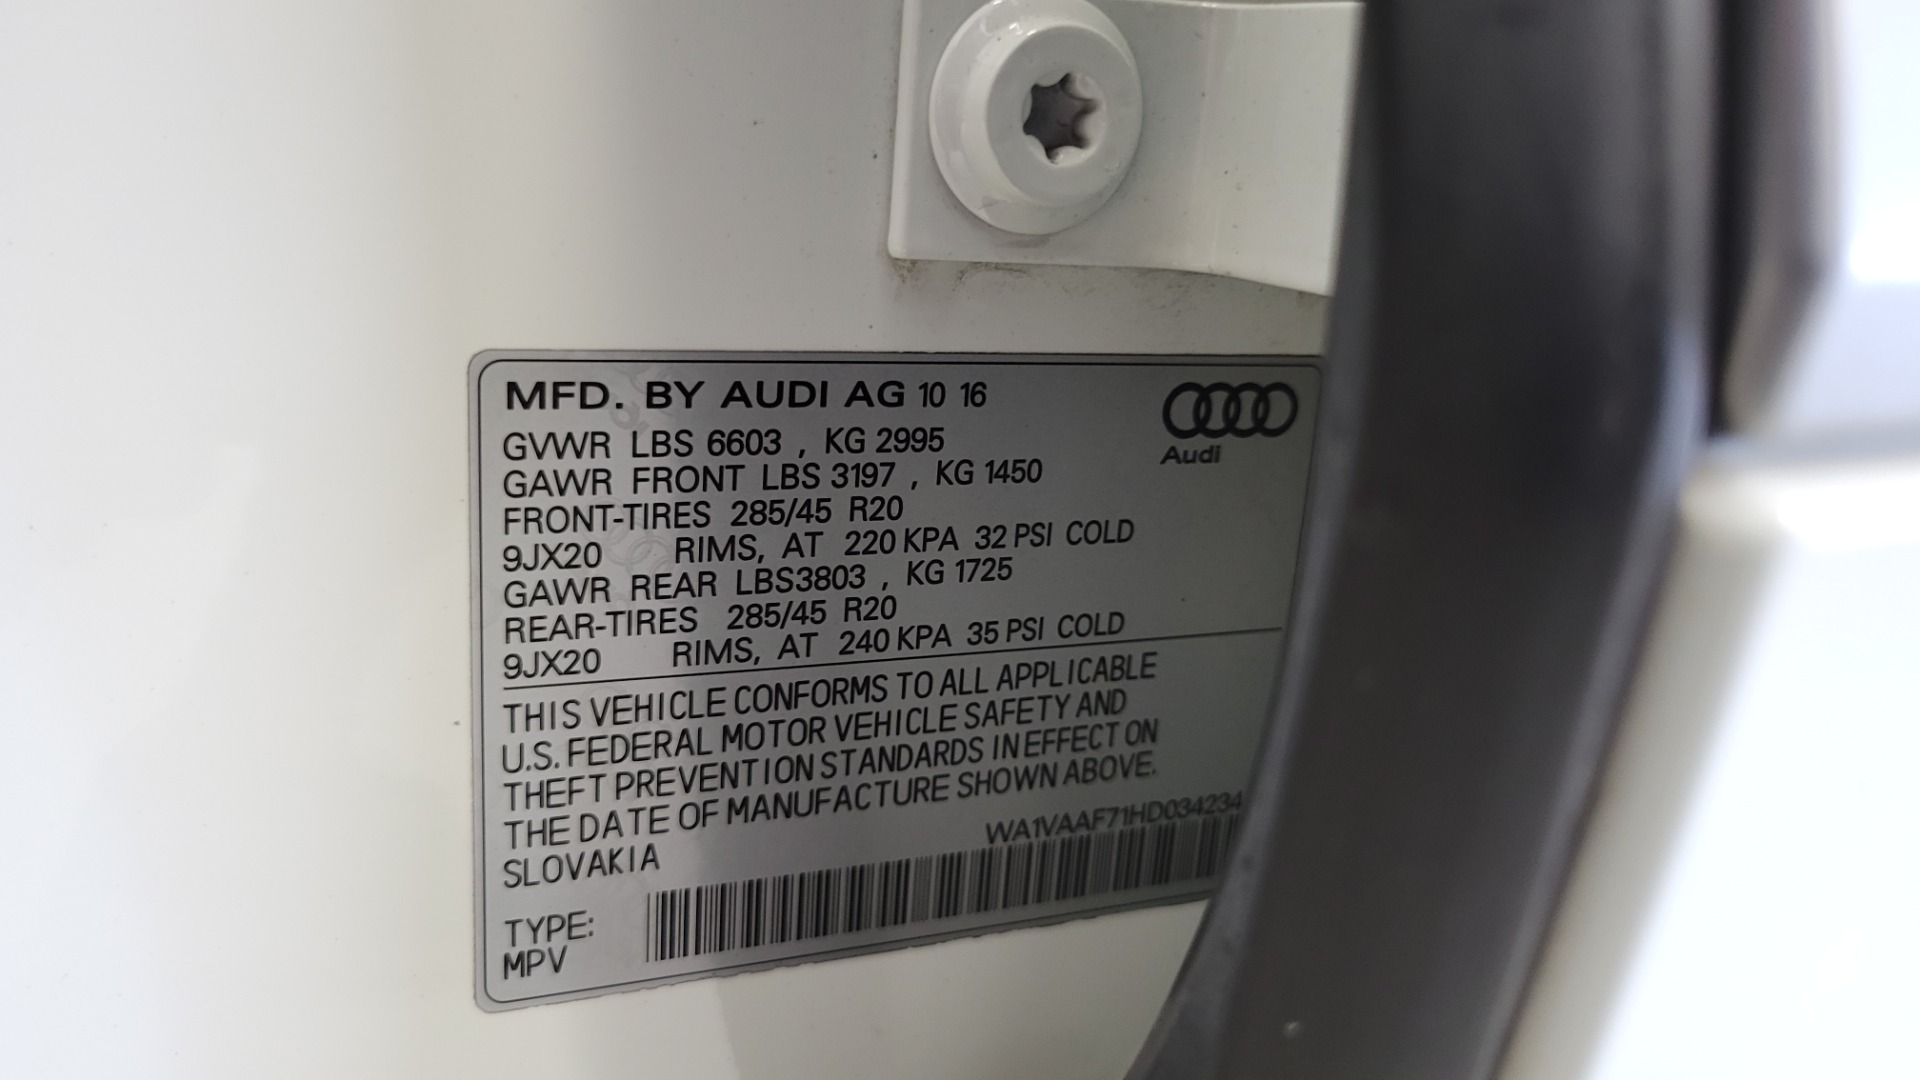 MFD. BY AUDI AG 10 16
Audi
GVWR LBS 6603 , KG 2995
GAWR FRONT LBS 3197 , KG 1450
FRONT-TIRES 285/45 R20
9JX20 RIMS, AT 220 KPA 32 PSI COLD
GAWR REAR LBS3803 , KG 1725
REAR-TIRES 285/45 R20
9JX20 RIMS, AT 240 KPA 35 PSI COLD
THIS VEHICLE CONFORMS TO ALL APPLICABLE
U.S. FEDERAL MOTOR VEHICLE SAFETY AND
THEFT PREVENTION STANDARDS IN EFFECT ON
THE DATE OF MANUFACTURE SHOWN ABOVE.
SLOVAKIA
WA1VAAF71HD034234
TYPE:
MPV